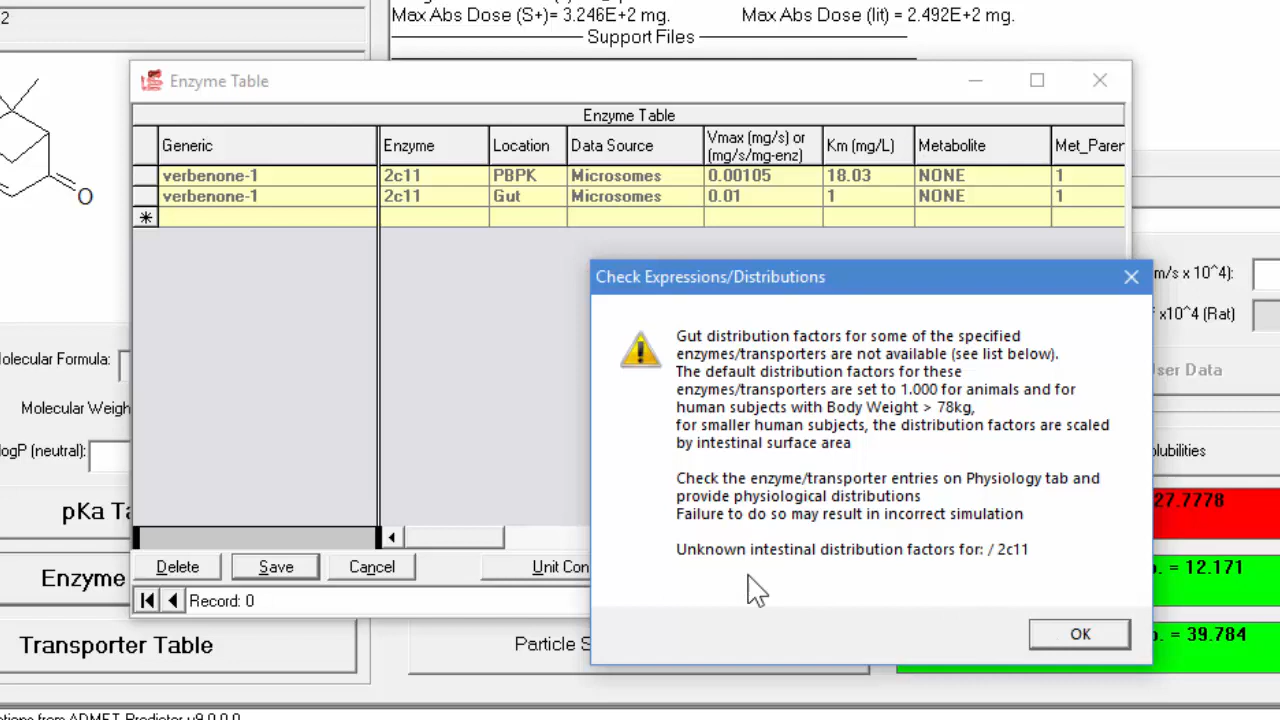 2
Max Abs Dose (S+)= 3.246E+2 mg. Max Abs Dose (lit) = 2.492E+2 mg.
Support Files
Enzyme Table
Enzyme Table
Generic Enzyme Location Data Source Vmax (mg/s) or (mg/s/mg-enz) Km (mg/L) Metabolite Met_Paren
verbenone-1 2c11 PBPK Microsomes 0.00105 18.03 NONE 1
verbenone-1 2c11 Gut Microsomes 0.01 1 NONE 1
O
Check Expressions/Distributions
m/s x 10^4):
x10^4 (Rat)
Gut distribution factors for some of the specified
enzymes/transporters are not available (see list below).
The default distribution factors for these
enzymes/transporters are set to 1.000 for animals and for
human subjects with Body Weight > 78kg,
for smaller human subjects, the distribution factors are scaled
by intestinal surface area
Check the enzyme/transporter entries on Physiology tab and
provide physiological distributions
Failure to do so may result in incorrect simulation
Unknown intestinal distribution factors for: / 2c11
OK
olecular Formula:
Molecular Weigh
ogP (neutral):
pKa Ta
Enzyme
Transporter Table
Delete Save Cancel Unit Con
Record: 0
Particle S
ser Data
olubilities
27.7778
. = 12.171
. = 39.784
tions from ADMET Predictor v9.0.0.0